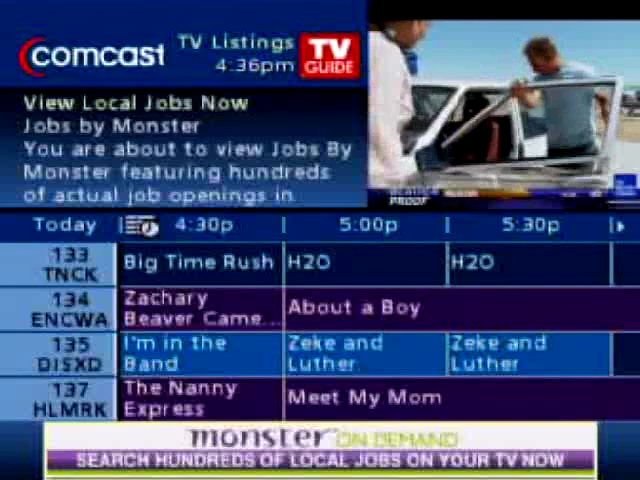 comcast
TV Listings
4:36pm
TV
GUIDE
View Local Jobs Now
Jobs by Monster
You are about to view Jobs By
Monster featuring hundreds
of actual job openings in
PROOF
Today 4:30p 5:00p 5:30p
133
TNCK
Big Time Rush
H2O
H2O
134
ENCWA
Zachary
Beaver Came...
About a Boy
135
DISXD
I'm in the
Band
Zeke and
Luther
Zeke and
Luther
137
HLMRK
The Nanny
Express
Meet My Mom
monster ON DEMAND
SEARCH HUNDREDS OF LOCAL JOBS ON YOUR TV NOW